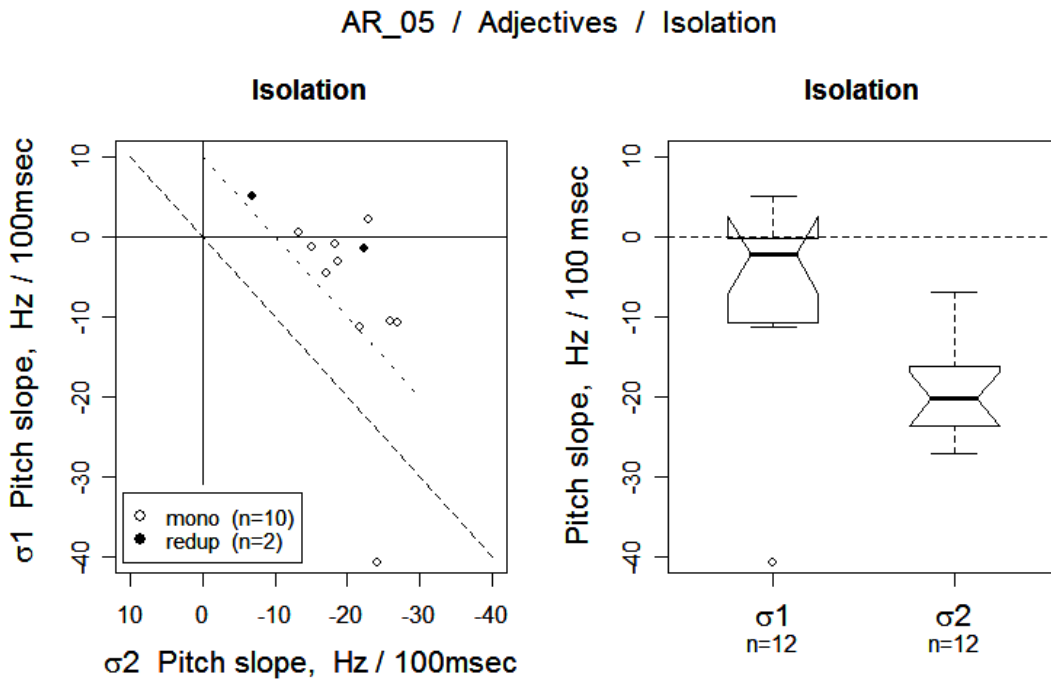 AR_05 / Adjectives / Isolation
Isolation
σ1 Pitch slope, Hz / 100msec
10
0
-10
-20
-30
-40
mono (n=10)
redup (n=2)
10 0 -10 -20 -30 -40
σ2 Pitch slope, Hz / 100msec
Isolation
Pitch slope, Hz / 100 msec
10
0
-10
-20
-30
-40
σ1 σ2
n=12 n=12